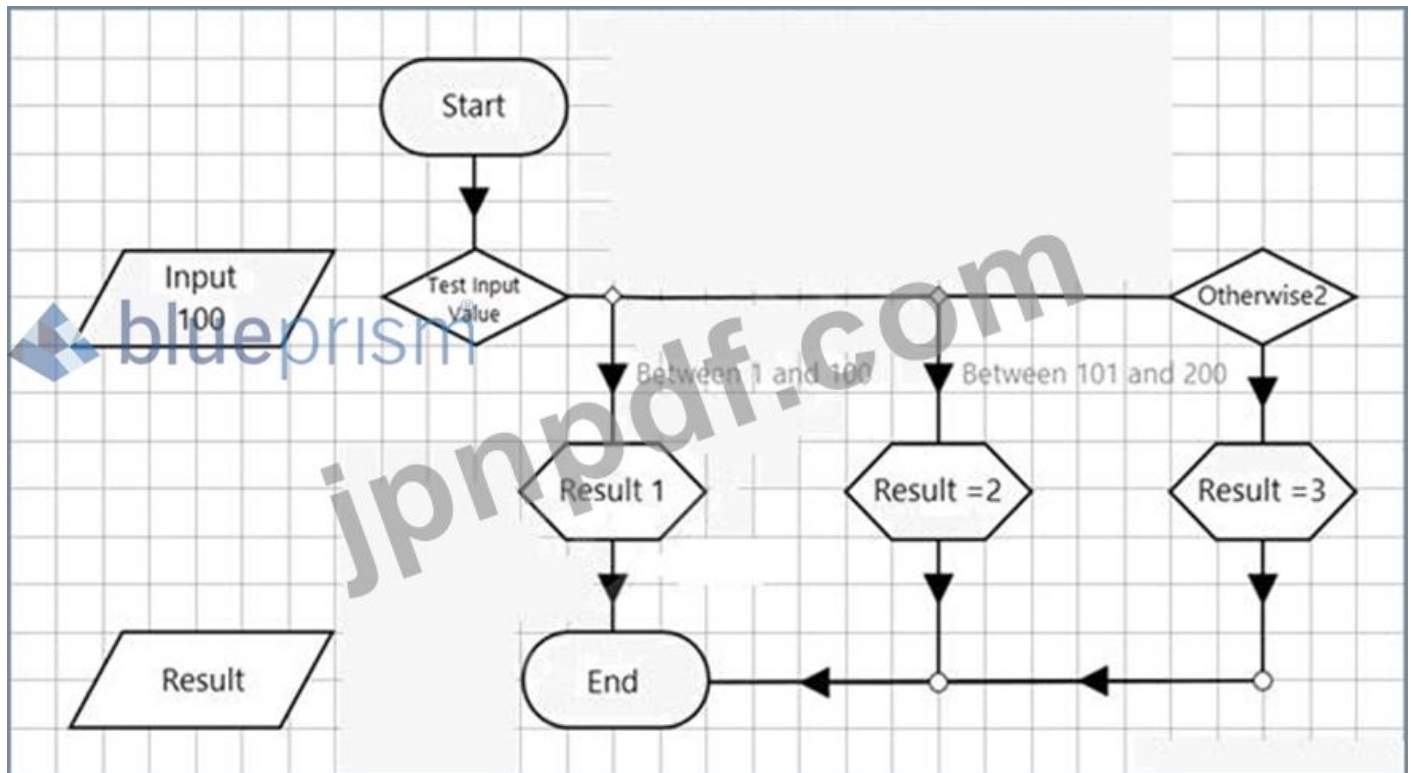 Start
Input
100
Test Input
Value
Otherwise2
blueprism®
Between 1 and 100
Between 101 and 200
jpnpdf.com
Result 1
Result =2
Result =3
Result
End